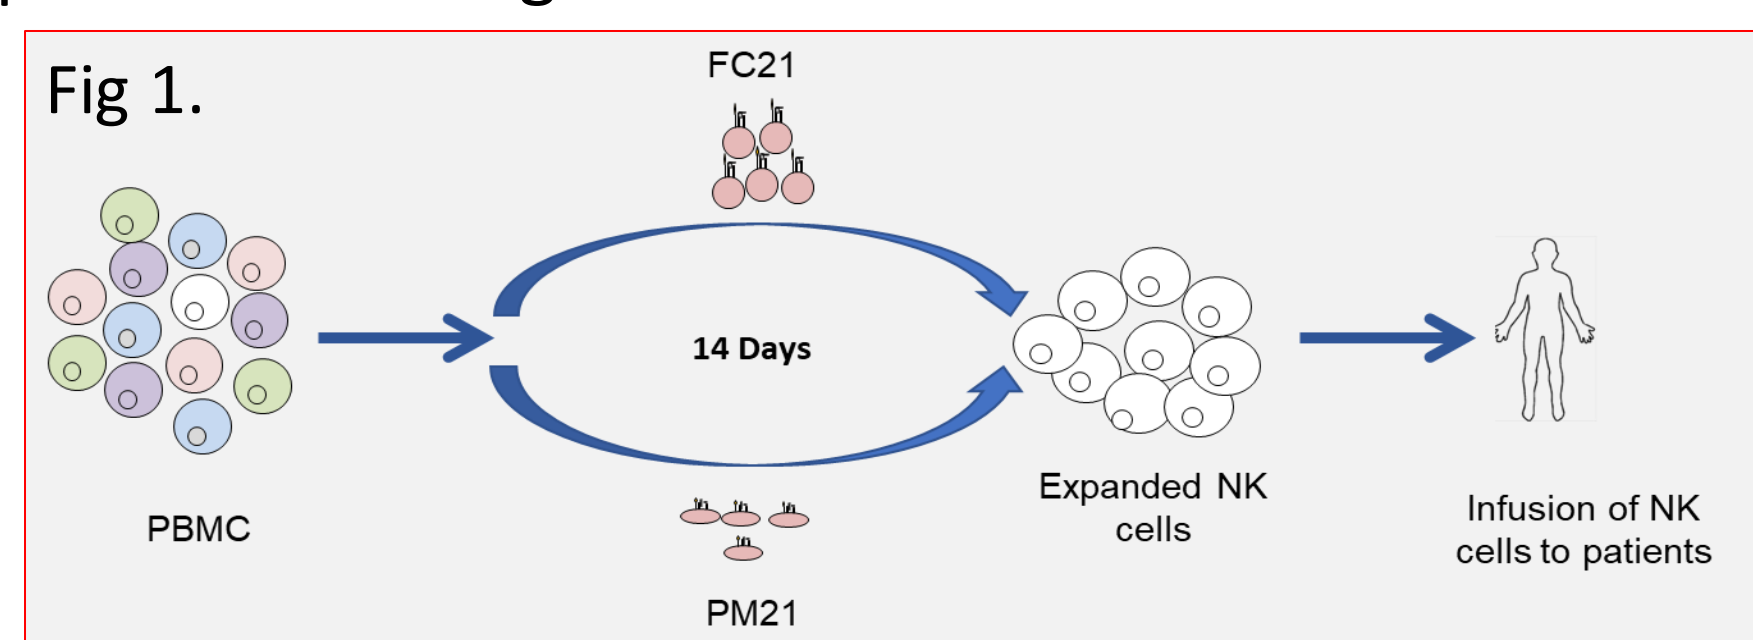 Fig 1.
FC21
14 Days
PBMC
PM21
Expanded NK
cells
Infusion of NK
cells to patients